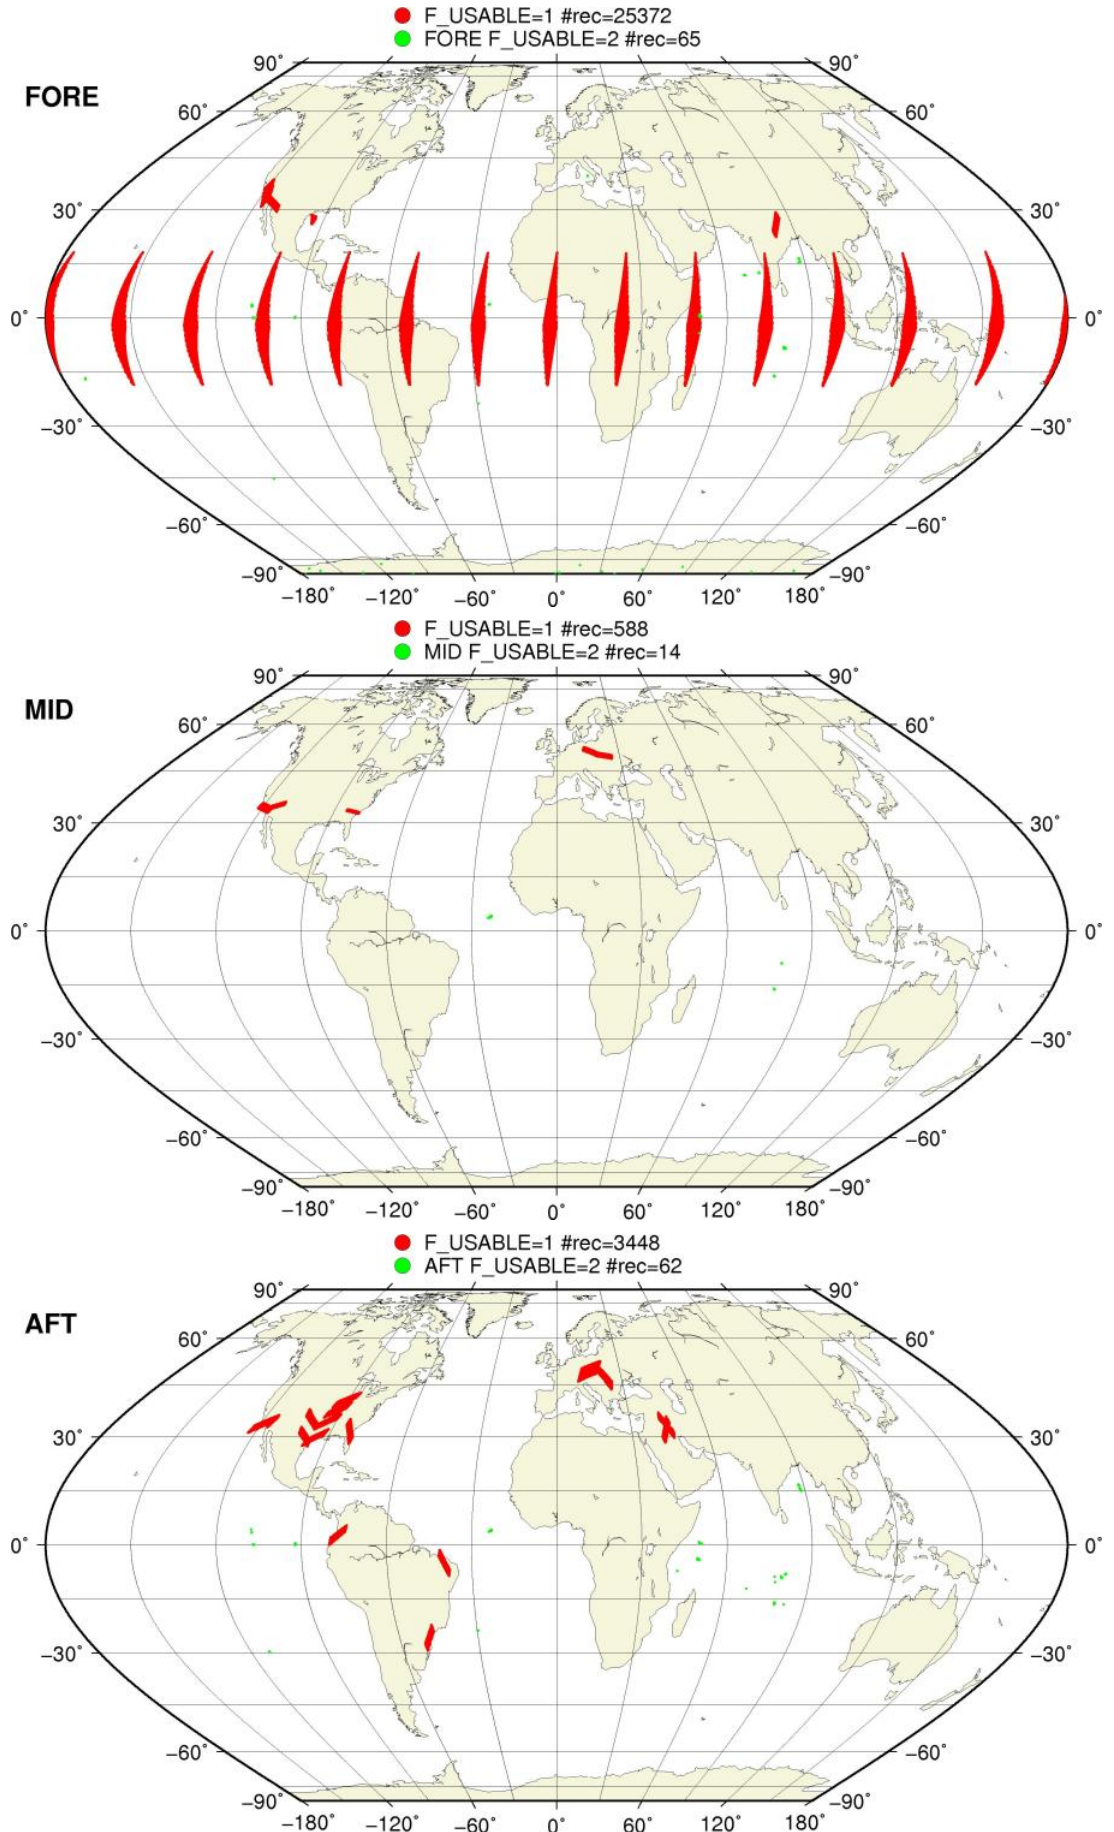 F_USABLE=1 #rec=25372
FORE F_USABLE=2 #rec=65
FORE
90° 90°
60° 60°
30° 30°
0° 0°
−30° −30°
−60° −60°
−90° −90°
−180° −120° −60° 0° 60° 120° 180°
F_USABLE=1 #rec=588
MID F_USABLE=2 #rec=14
MID
90° 90°
60° 60°
30° 30°
0° 0°
−30° −30°
−60° −60°
−90° −90°
−180° −120° −60° 0° 60° 120° 180°
F_USABLE=1 #rec=3448
AFT F_USABLE=2 #rec=62
AFT
90° 90°
60° 60°
30° 30°
0° 0°
−30° −30°
−60° −60°
−90° −90°
−180° −120° −60° 0° 60° 120° 180°